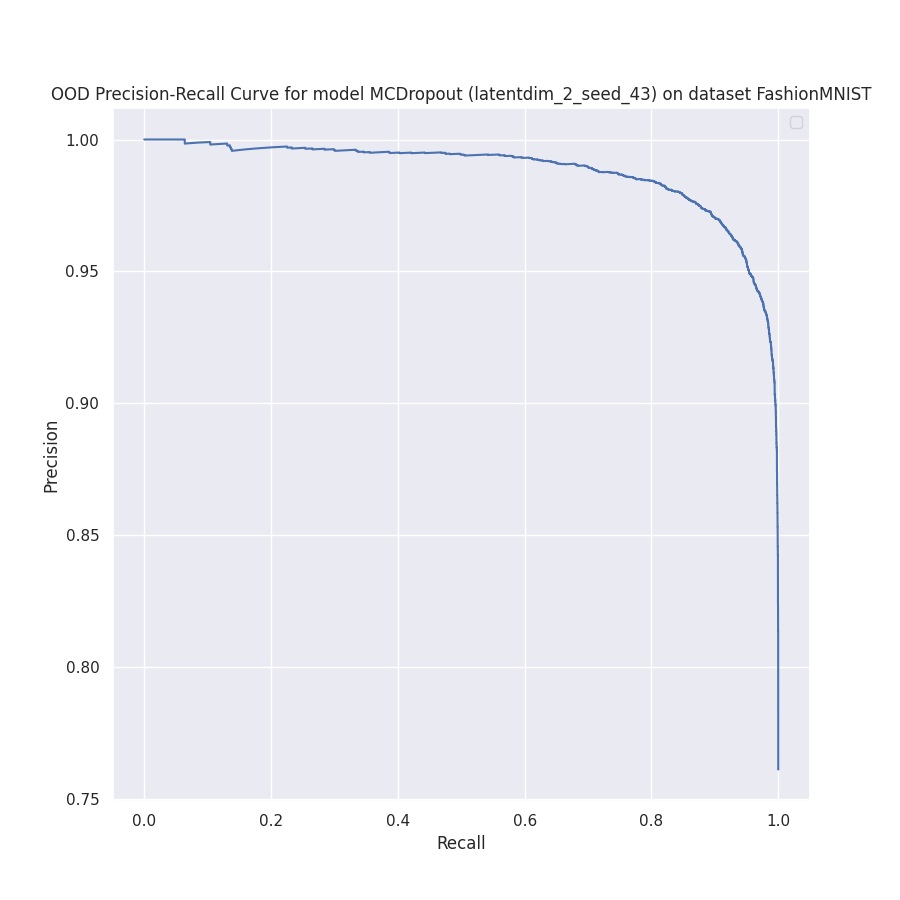 OOD Precision-Recall Curve for model MCDropout (latentdim_2_seed_43) on dataset FashionMNIST
1.00
0.95
0.90
0.85
0.80
0.75
Precision
0.0 0.2 0.4 0.6 0.8 1.0
Recall